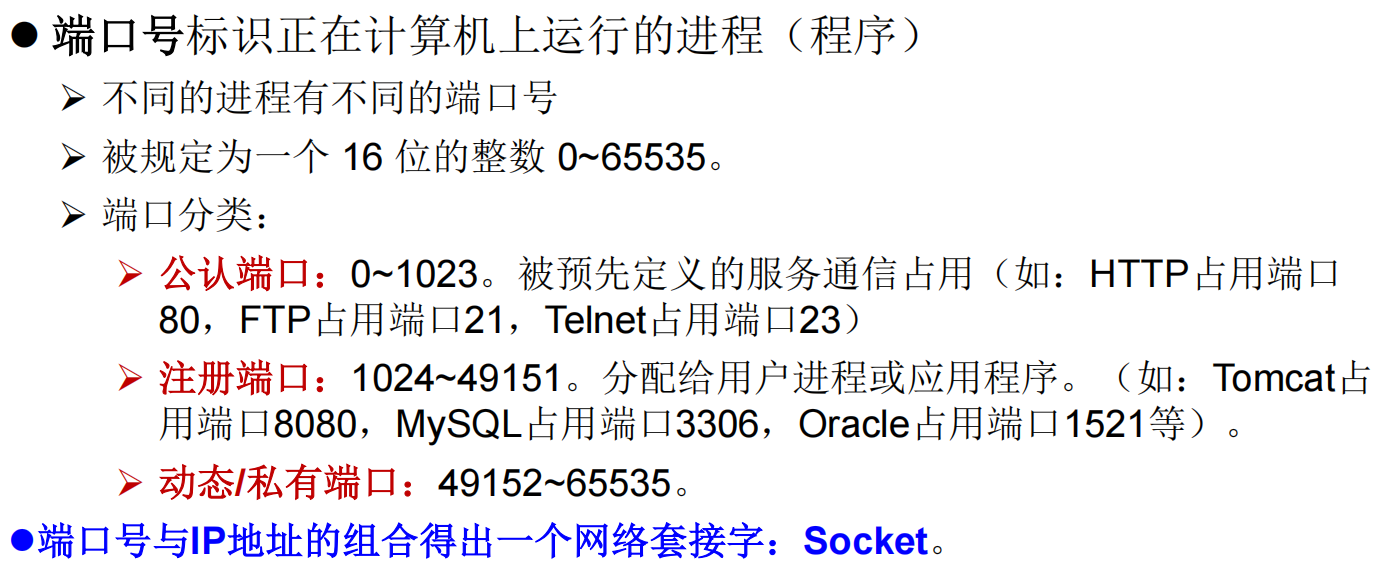 ● 端口号标识正在计算机上运行的进程（程序）
➢ 不同的进程有不同的端口号
➢ 被规定为一个 16 位的整数 0~65535。
➢ 端口分类：
➢ 公认端口：0~1023。被预先定义的服务通信占用（如：HTTP占用端口
80，FTP占用端口21，Telnet占用端口23）
➢ 注册端口：1024~49151。分配给用户进程或应用程序。（如：Tomcat占
用端口8080，MySQL占用端口3306，Oracle占用端口1521等）。
➢ 动态/私有端口：49152~65535。
●端口号与IP地址的组合得出一个网络套接字：Socket。